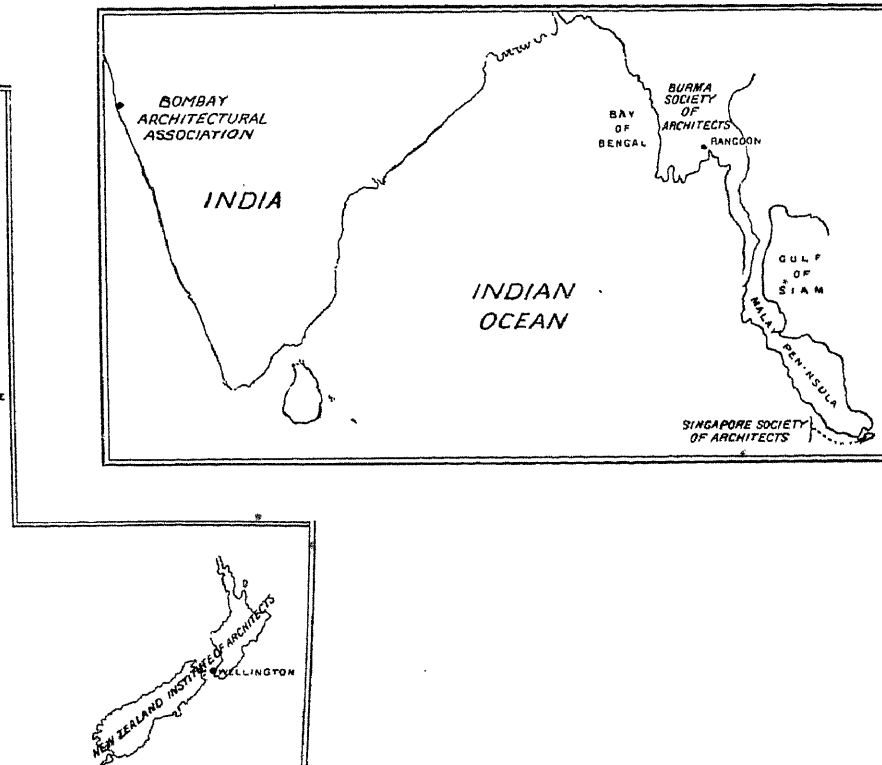 BOMBAY
ARCHITECTURAL
ASSOCIATION
INDIA
BAY
OF
BENGAL
BURMA
SOCIETY
OF
ARCHITECTS
RANGOON
GULF
OF
SIAM
INDIAN
OCEAN
MALAY PENINSULA
SINGAPORE SOCIETY
OF ARCHITECTS
NEW ZEALAND INSTITUTE OF ARCHITECTS
WELLINGTON